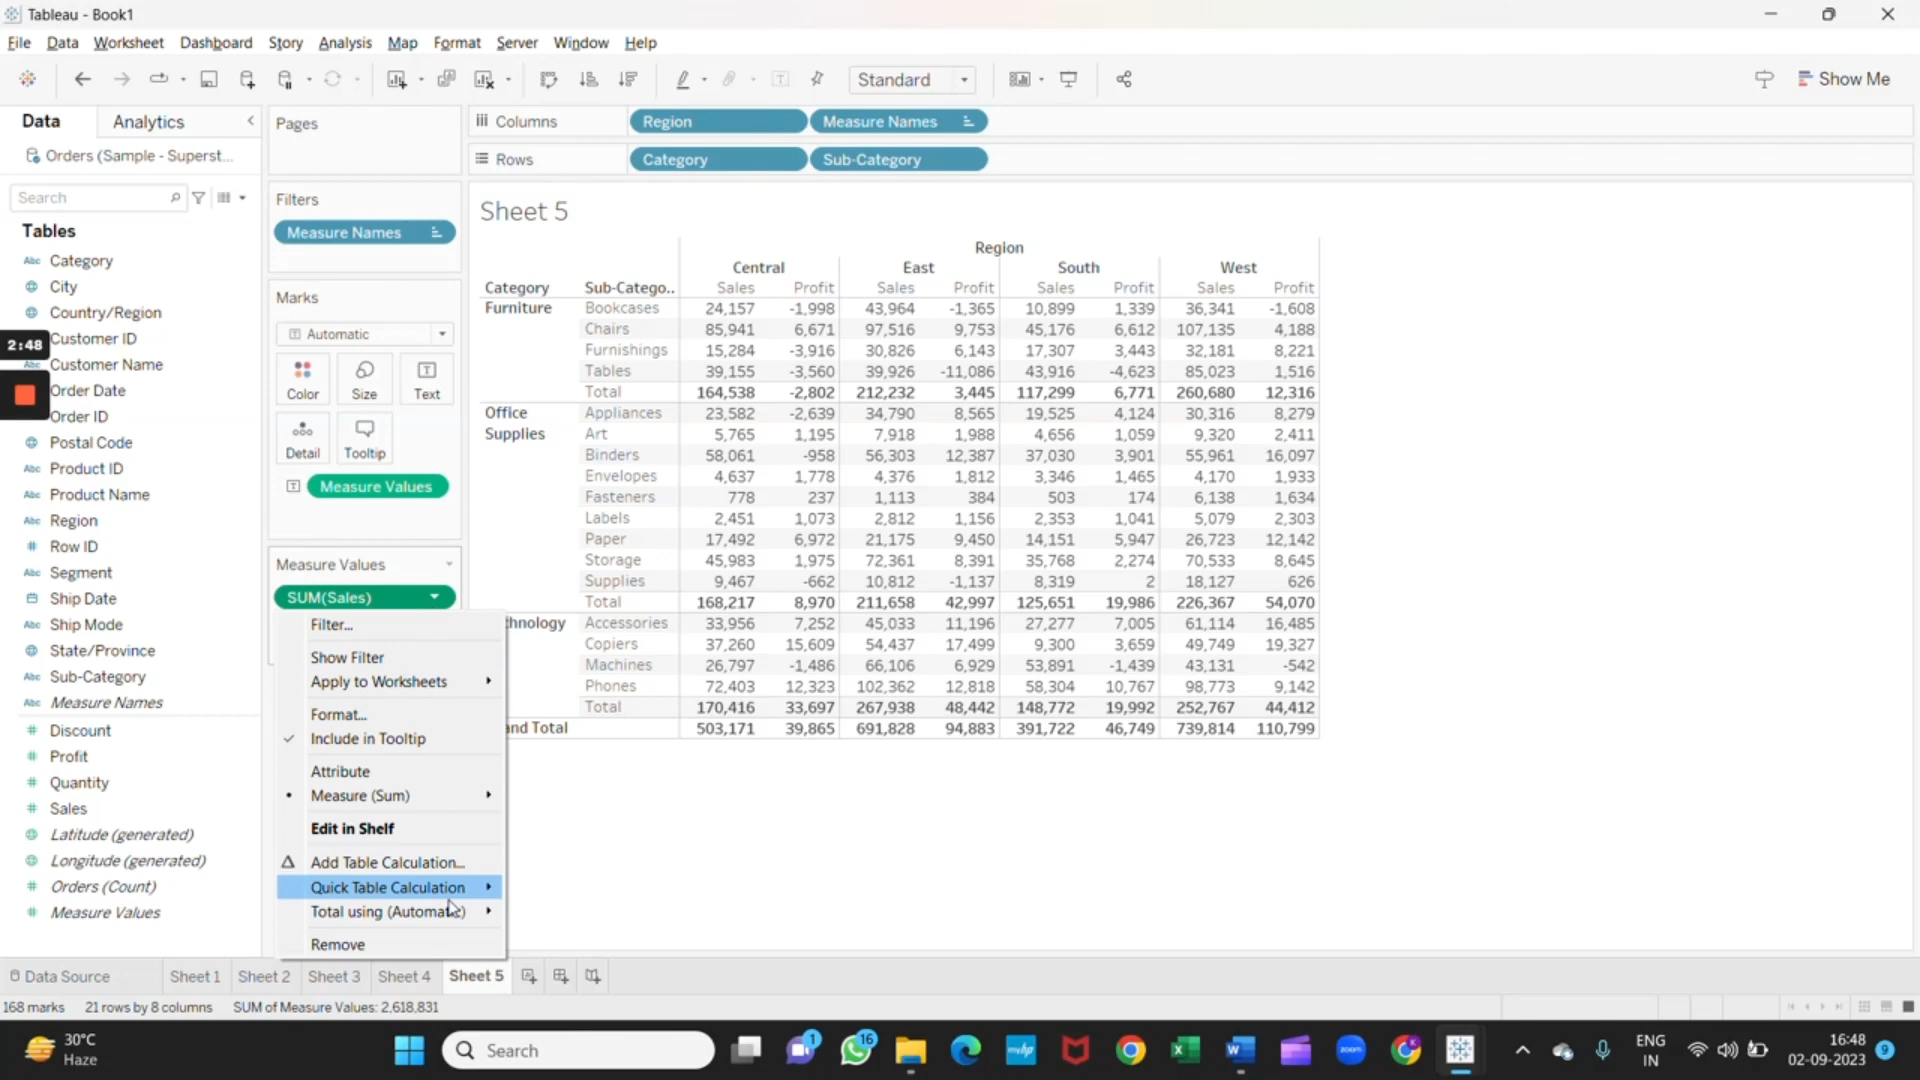 Tableau - Book1
File Data Worksheet Dashboard Story Analysis Map Format Server Window Help
Standard
Show Me
Data Analytics
Orders (Sample - Superst...
Search
Tables
Abc Category
City
Country/Region
Customer ID
Abc Customer Name
Order Date
Order ID
Postal Code
Abc Product ID
Abc Product Name
Abc Region
# Row ID
Abc Segment
Ship Date
Abc Ship Mode
State/Province
Abc Sub-Category
Abc Measure Names
# Discount
# Profit
# Quantity
# Sales
Latitude (generated)
Longitude (generated)
# Orders (Count)
# Measure Values
2:48
Pages
Filters
Measure Names
Marks
Automatic
Color Size Text
Detail Tooltip
Measure Values
Measure Values
SUM(Sales)
Filter...
Show Filter
Apply to Worksheets
Format...
Include in Tooltip
Attribute
Measure (Sum)
Edit in Shelf
Add Table Calculation...
Quick Table Calculation
Total using (Automatic)
Remove
Columns Region Measure Names
Rows Category Sub-Category
Sheet 5
Region
Central East South West
Category Sub-Catego.. Sales Profit Sales Profit Sales Profit Sales Profit
Furniture Bookcases 24,157 -1,998 43,964 -1,365 10,899 1,339 36,341 -1,608
Chairs 85,941 6,671 97,516 9,753 45,176 6,612 107,135 4,188
Furnishings 15,284 -3,916 30,826 6,143 17,307 3,443 32,181 8,221
Tables 39,155 -3,560 39,926 -11,086 43,916 -4,623 85,023 1,516
Total 164,538 -2,802 212,232 3,445 117,299 6,771 260,680 12,316
Office Appliances 23,582 -2,639 34,790 8,565 19,525 4,124 30,316 8,279
Supplies Art 5,765 1,195 7,918 1,988 4,656 1,059 9,320 2,411
Binders 58,061 -958 56,303 12,387 37,030 3,901 55,961 16,097
Envelopes 4,637 1,778 4,376 1,812 3,346 1,465 4,170 1,933
Fasteners 778 237 1,113 384 503 174 6,138 1,634
Labels 2,451 1,073 2,812 1,156 2,353 1,041 5,079 2,303
Paper 17,492 6,972 21,175 9,450 14,151 5,947 26,723 12,142
Storage 45,983 1,975 72,361 8,391 35,768 2,274 70,533 8,645
Supplies 9,467 -662 10,812 -1,137 8,319 2 18,127 626
Total 168,217 8,970 211,658 42,997 125,651 19,986 226,367 54,070
hnology Accessories 33,956 7,252 45,033 11,196 27,277 7,005 61,114 16,485
Copiers 37,260 15,609 54,437 17,499 9,300 3,659 49,749 19,327
Machines 26,797 -1,486 66,106 6,929 53,891 -1,439 43,131 -542
Phones 72,403 12,323 102,362 12,818 58,304 10,767 98,773 9,142
Total 170,416 33,697 267,938 48,442 148,772 19,992 252,767 44,412
and Total 503,171 39,865 691,828 94,883 391,722 46,749 739,814 110,799
Data Source Sheet 1 Sheet 2 Sheet 3 Sheet 4 Sheet 5
168 marks 21 rows by 8 columns SUM of Measure Values: 2,618,831
30°C
Haze
Search
1
16
myhp
zoom
K
ENG
IN
16:48
02-09-2023
9